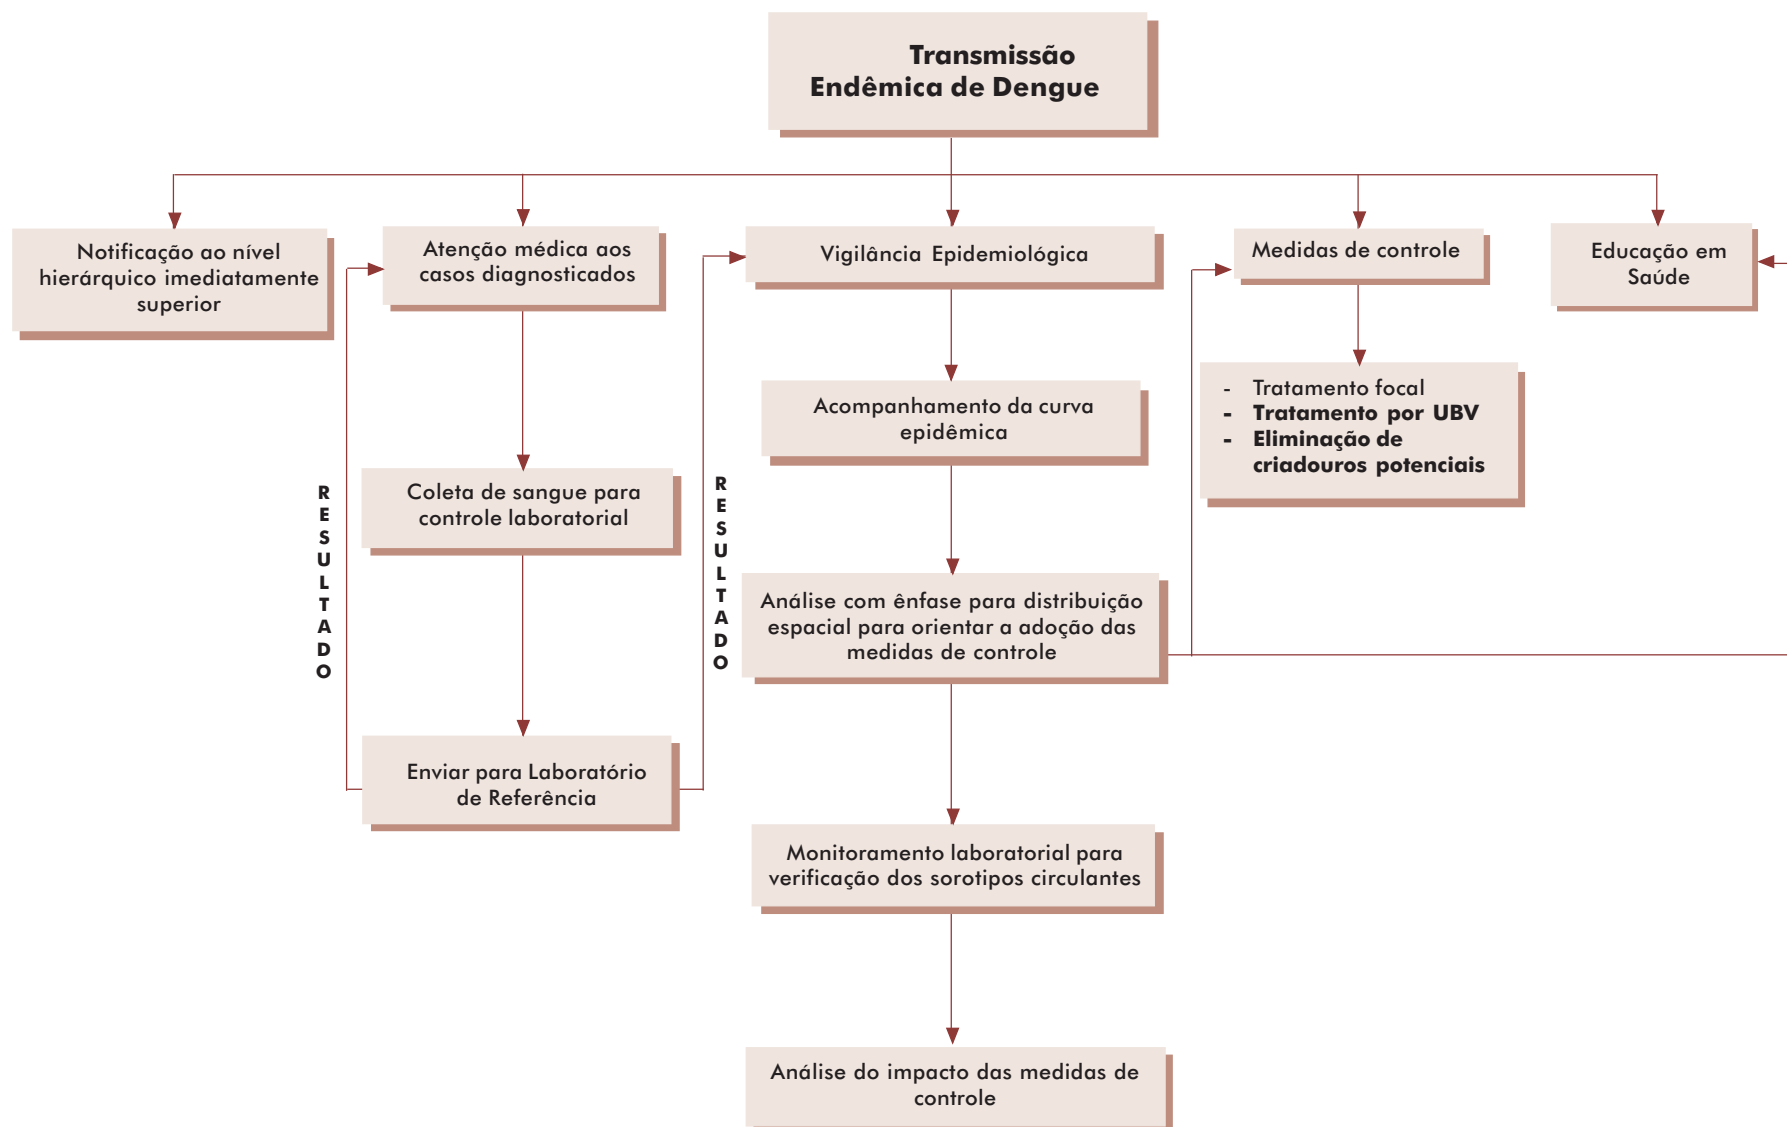 Transmissão
Endêmica de Dengue
Notificação ao nível
hierárquico imediatamente
superior
Atenção médica aos
casos diagnosticados
Vigilância Epidemiológica
Medidas de controle
Educação em
Saúde
- Tratamento focal
- Tratamento por UBV
- Eliminação de
criadouros potenciais
Acompanhamento da curva
epidêmica
RESULTADO
Coleta de sangue para
controle laboratorial
RESULTADO
Análise com ênfase para distribuição
espacial para orientar a adoção das
medidas de controle
Enviar para Laboratório
de Referência
Monitoramento laboratorial para
verificação dos sorotipos circulantes
Análise do impacto das medidas de
controle